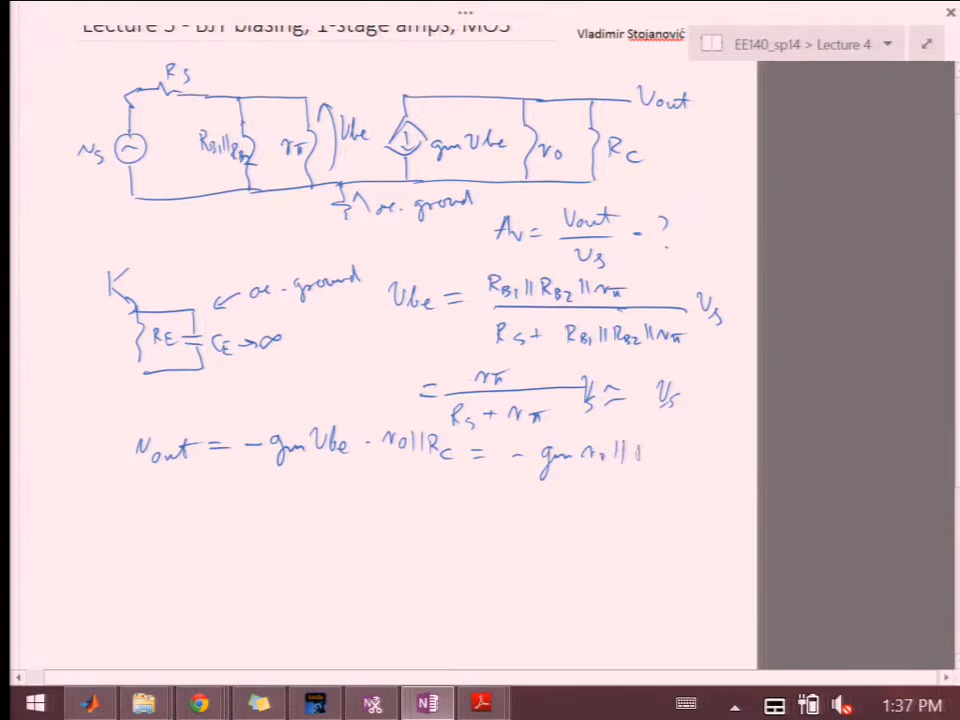 Lecture 3 - BJT biasing, 1-stage amps, MOS
Vladimir Stojanović
EE140_sp14 > Lecture 4
Rs
Vout
vs
RB1||RB2
rπ
Vbe
gm Vbe
ro
RC
ac. ground
Av = Vout / vs = ?
ac. ground
RE
CE → ∞
Vbe = RB1 || RB2 || rπ / Rs + RB1 || RB2 || rπ Vs
= rπ / Rs + rπ Vs ≈ Vs
vout = - gm Vbe · ro || RC = - gm ro ||
1:37 PM